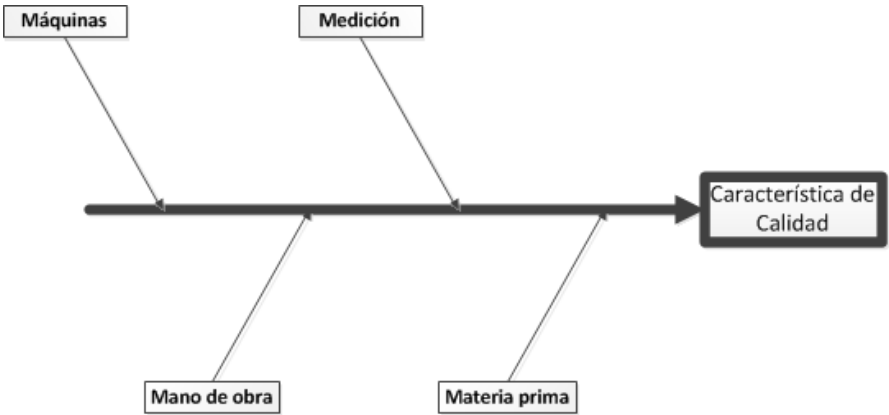 Máquinas
Medición
Característica de
Calidad
Mano de obra
Materia prima